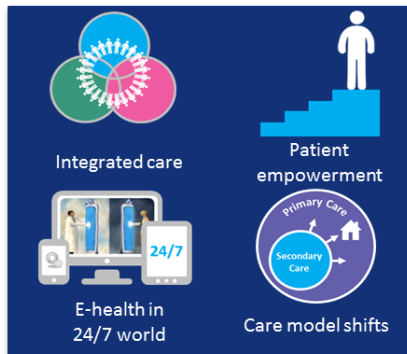 Integrated care
Patient
empowerment
24/7
E-health in
24/7 world
Primary Care
Secondary
Care
Care model shifts